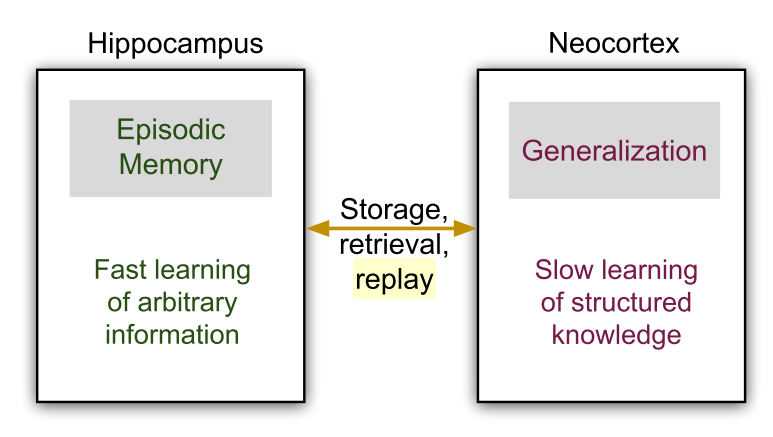 Hippocampus
Neocortex
Episodic
Memory
Generalization
Storage,
retrieval,
replay
Fast learning
of arbitrary
information
Slow learning
of structured
knowledge